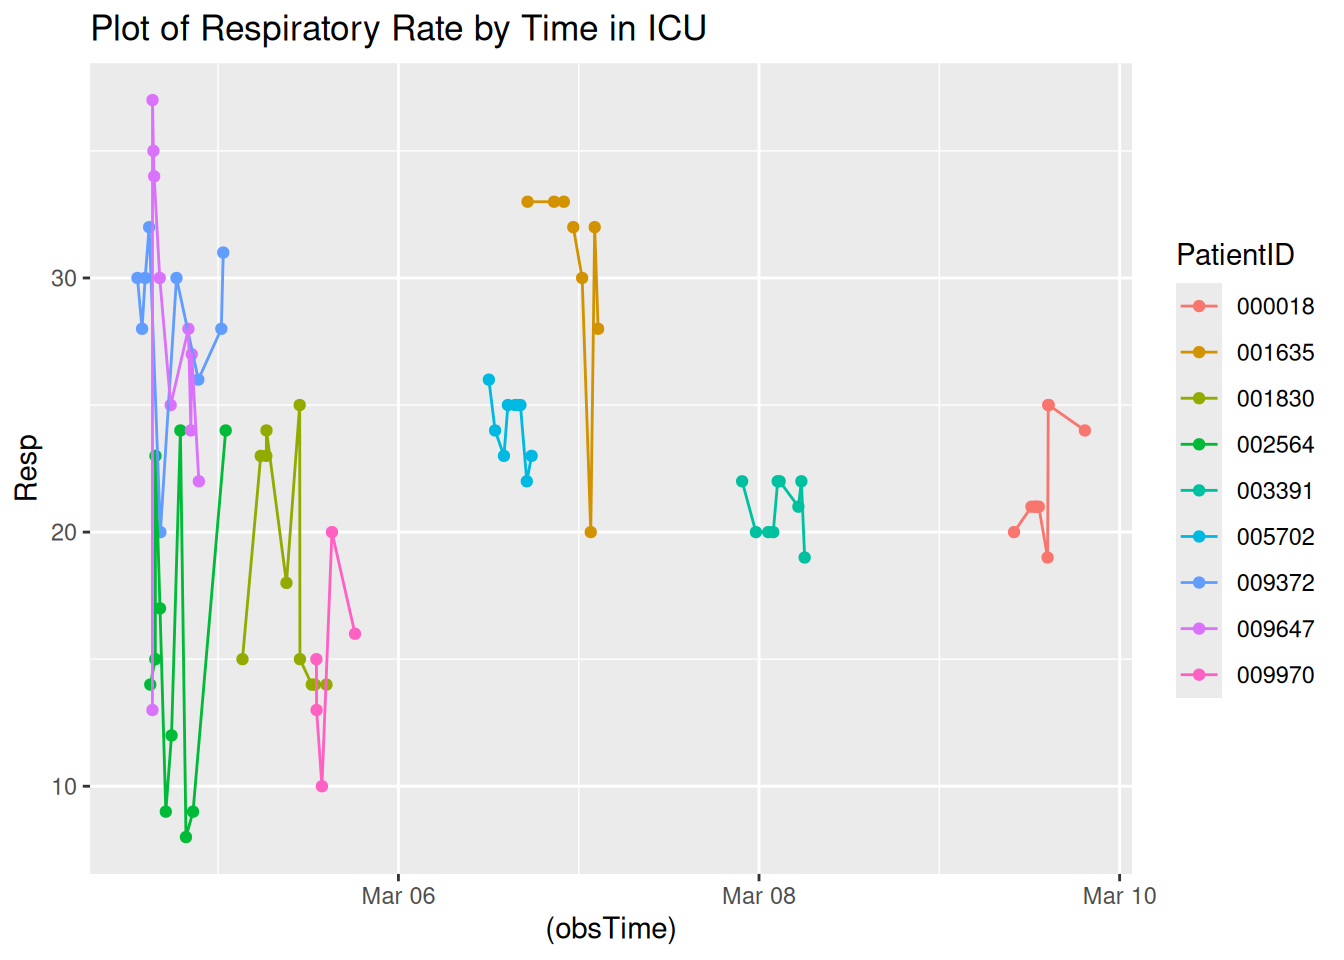 Plot of Respiratory Rate by Time in ICU
Resp
30
20
10
Mar 06
Mar 08
Mar 10
(obsTime)
PatientID
000018
001635
001830
002564
003391
005702
009372
009647
009970